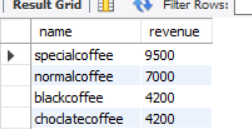 Result Grid Filter Rows:
name revenue
specialcoffee 9500
normalcoffee 7000
blackcoffee 4200
choclatecoffee 4200